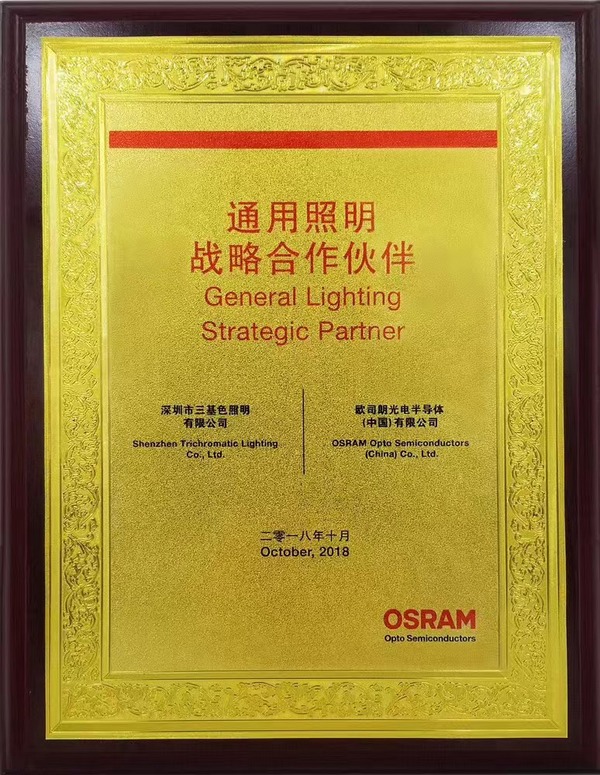 通用照明
战略合作伙伴
General Lighting
Strategic Partner
深圳市三基色照明
有限公司
Shenzhen Trichromatic Lighting
Co., Ltd.
欧司朗光电半导体
(中国)有限公司
OSRAM Opto Semiconductors
(China) Co., Ltd.
二零一八年十月
October, 2018
OSRAM
Opto Semiconductors